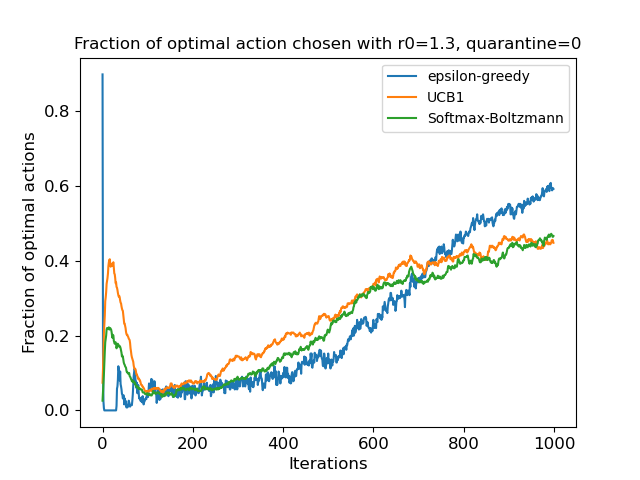 Fraction of optimal action chosen with r0=1.3, quarantine=0
epsilon-greedy
UCB1
Softmax-Boltzmann
Fraction of optimal actions
0.8
0.6
0.4
0.2
0.0
0 200 400 600 800 1000
Iterations